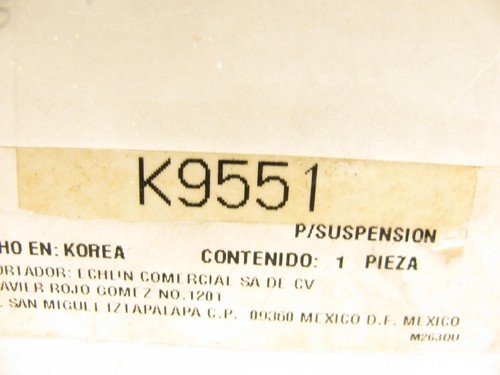 K9551
P/SUSPENSION
HO EN: KOREA CONTENIDO: 1 PIEZA
ORTADOR: ECHLIN COMERCIAL SA DE CV
AVIER ROJO GOMEZ NO.1201
. SAN MIGUEL IZTAPALAPA C.P. 09360 MEXICO D.F. MEXICO